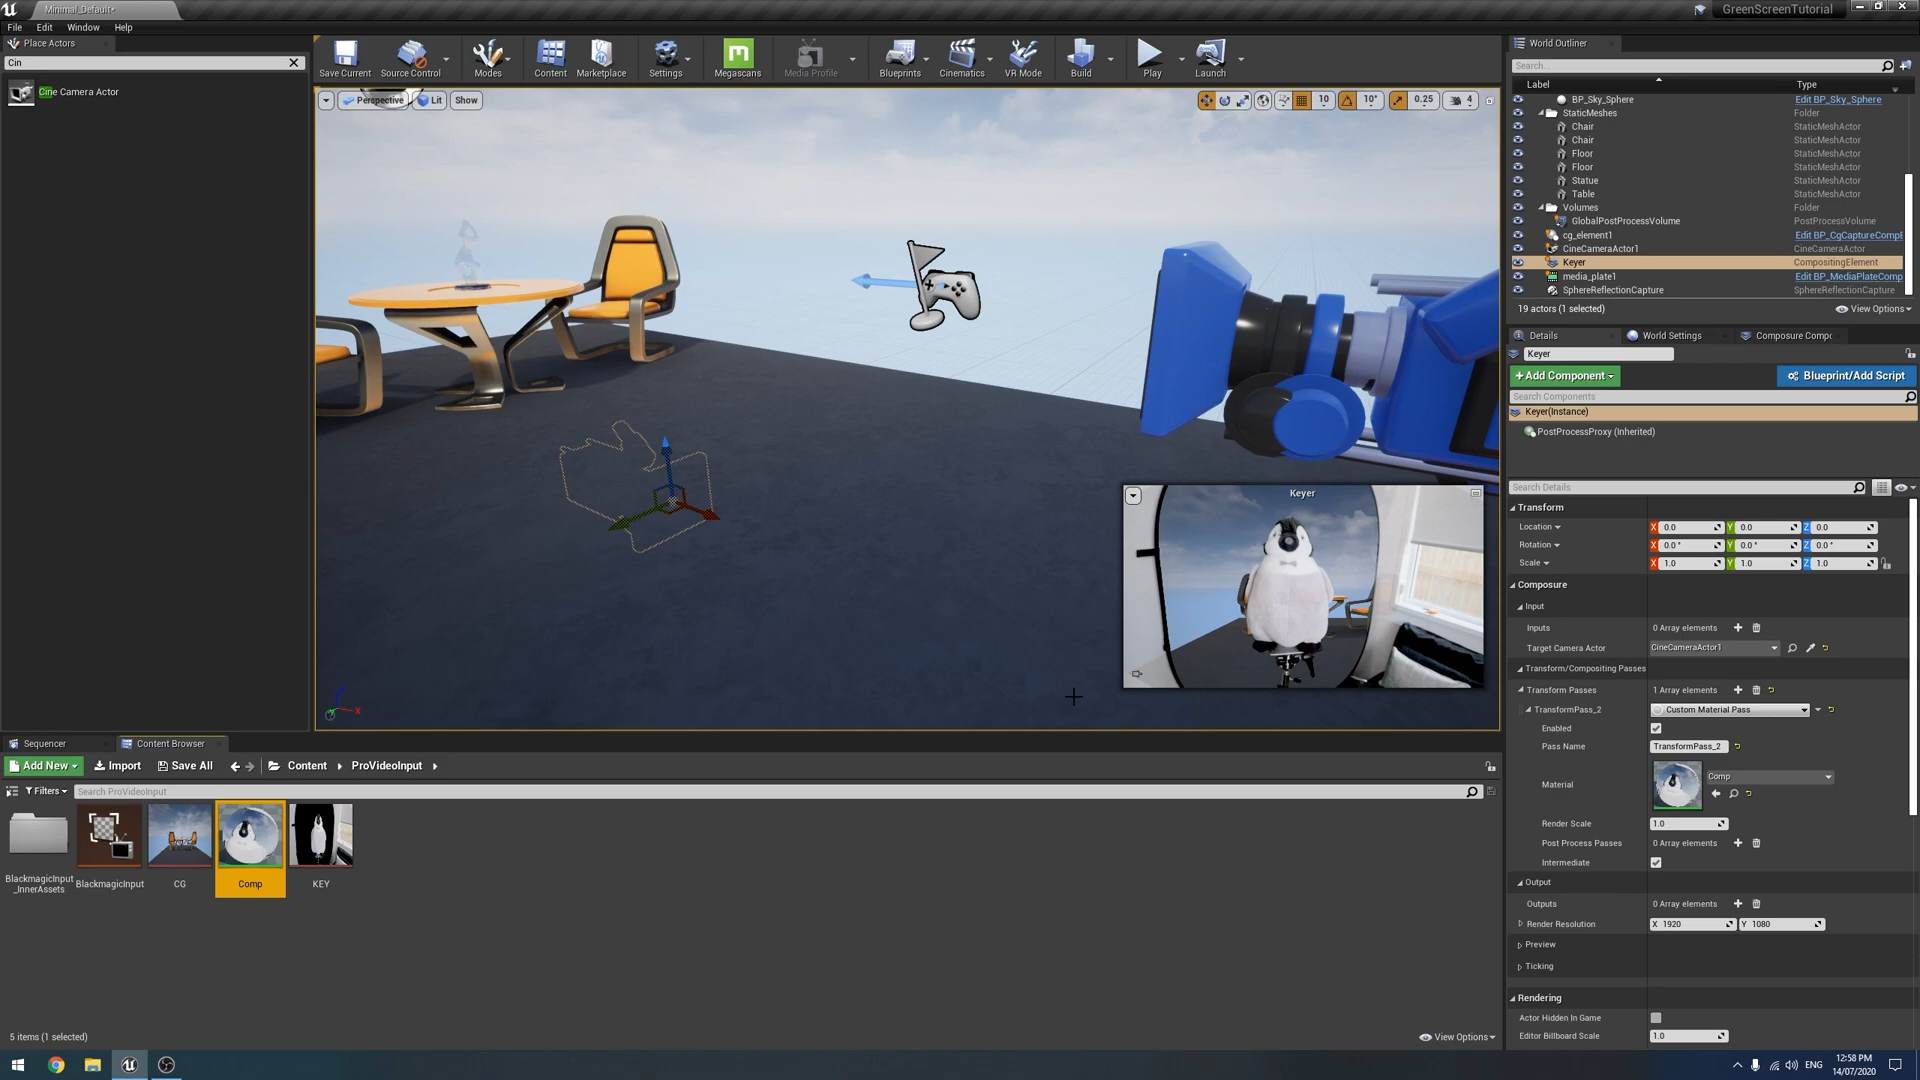 Minimal_Default*
GreenScreenTutorial
File Edit Window Help
Place Actors
Cin
Cine Camera Actor
Save Current Source Control Modes Content Marketplace Settings Megascans Media Profile Blueprints Cinematics VR Mode Build Play Launch
Perspective Lit Show
10 10° 0.25 4
Keyer
X
World Outliner
Search...
Label Type
BP_Sky_Sphere Edit BP_Sky_Sphere
StaticMeshes Folder
Chair StaticMeshActor
Chair StaticMeshActor
Floor StaticMeshActor
Floor StaticMeshActor
Statue StaticMeshActor
Table StaticMeshActor
Volumes Folder
GlobalPostProcessVolume PostProcessVolume
cg_element1 Edit BP_CgCaptureCompE
CineCameraActor1 CineCameraActor
Keyer CompositingElement
media_plate1 Edit BP_MediaPlateComp
SphereReflectionCapture SphereReflectionCapture
19 actors (1 selected) View Options
Details World Settings Composure Compo
Keyer
+Add Component Blueprint/Add Script
Search Components
Keyer(Instance)
PostProcessProxy (Inherited)
Search Details
Transform
Location X 0.0 Y 0.0 Z 0.0
Rotation X 0.0 ° Y 0.0 ° Z 0.0 °
Scale X 1.0 Y 1.0 Z 1.0
Composure
Input
Inputs 0 Array elements
Target Camera Actor CineCameraActor1
Transform/Compositing Passes
Transform Passes 1 Array elements
TransformPass_2 Custom Material Pass
Enabled
Pass Name TransformPass_2
Material Comp
Render Scale 1.0
Post Process Passes 0 Array elements
Intermediate
Output
Outputs 0 Array elements
Render Resolution X 1920 Y 1080
Preview
Ticking
Rendering
Actor Hidden In Game
Editor Billboard Scale 1.0
Sequencer Content Browser
Add New Import Save All Content ProVideoInput
Filters Search ProVideoInput
BlackmagicInput
_InnerAssets
BlackmagicInput CG Comp KEY
5 items (1 selected) View Options
ENG
12:58 PM
14/07/2020